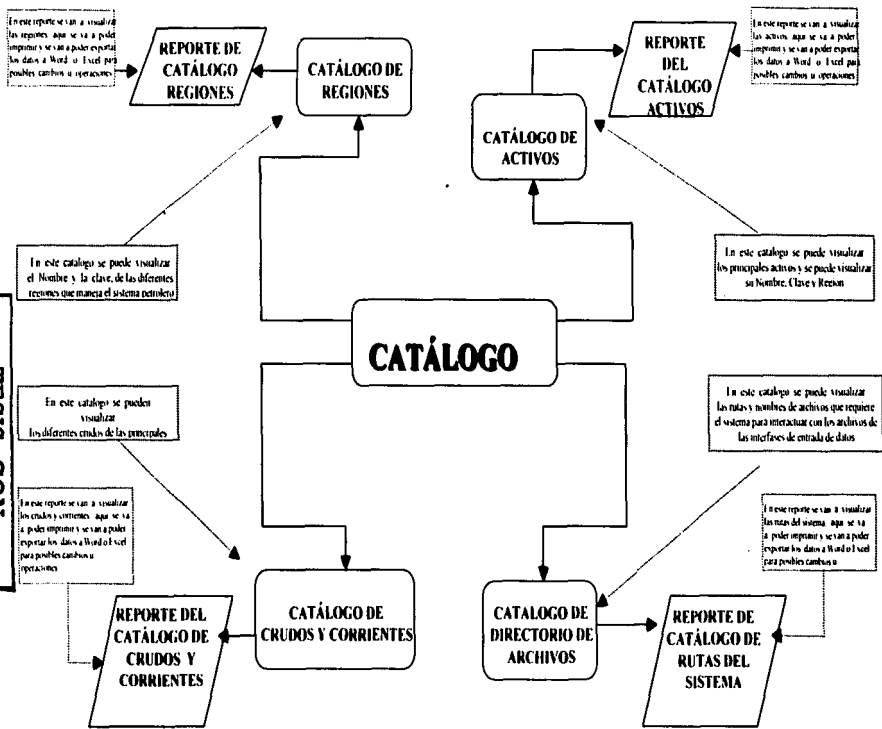 En este reporte se van a visualizar
las regiones, aqui se va a poder
imprimir y se van a poder exportar
los datos a Word o Excel para
posibles cambios u operaciones
REPORTE DE
CATÁLOGO
REGIONES
CATÁLOGO DE
REGIONES
REPORTE
DEL
CATÁLOGO
ACTIVOS
En este reporte se van a visualizar
las activos, aqui se va a poder
imprimir y se van a poder exportar
los datos a Word o Excel para
posibles cambios u operaciones
CATÁLOGO DE
ACTIVOS
En este catalogo se puede visualizar
el Nombre y la clave, de las diferentes
regiones que maneja el sistema petrolero
En este catalogo se puede visualizar
los principales activos y se puede visualizar
su Nombre, Clave y Region
CATÁLOGO
En este catalogo se pueden
visualizar
los diferentes crudos de las principales
En este catalogo se puede visualizar
las rutas y nombres de archivos que requiere
el sistema para interactuar con los archivos de
las interfases de entrada de datos
En este reporte se van a visualizar
los crudos y corrientes aqui se va
a poder imprimir y se van a poder
exportar los datos a Word o Excel
para posibles cambios u
operaciones
En este reporte se van a visualizar
las rutas del sistema, aqui se va
a poder imprimir y se van a poder
exportar los datos a Word o Excel
para posibles cambios u
REPORTE DEL
CATÁLOGO DE
CRUDOS Y
CORRIENTES
CATÁLOGO DE
CRUDOS Y CORRIENTES
CATALOGO DE
DIRECTORIO DE
ARCHIVOS
REPORTE DE
CATÁLOGO DE
RUTAS DEL
SISTEMA